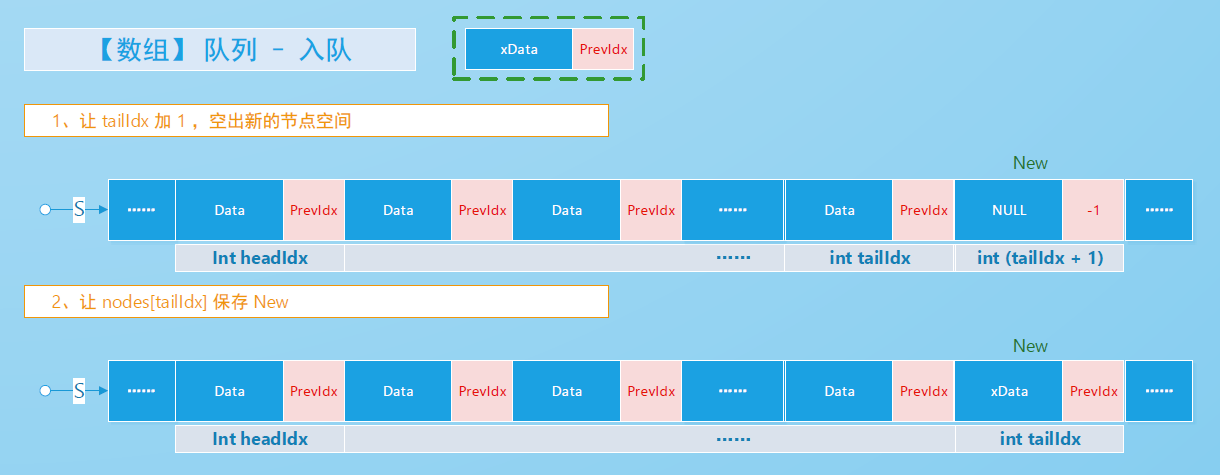 【数组】队列 - 入队
xData PrevIdx
1、让 tailIdx 加 1 ，空出新的节点空间
New
S ...... Data PrevIdx Data PrevIdx Data PrevIdx ...... Data PrevIdx NULL -1 ......
Int headIdx ...... int tailIdx int (tailIdx + 1)
2、让 nodes[tailIdx] 保存 New
New
S ...... Data PrevIdx Data PrevIdx Data PrevIdx ...... Data PrevIdx xData PrevIdx ......
Int headIdx ...... int tailIdx